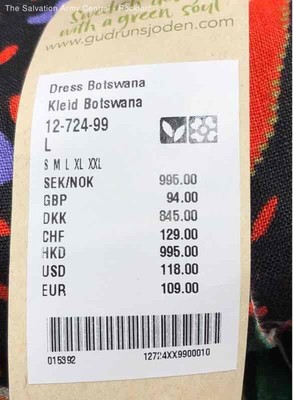 The Salvation Army Central - Rockford
with a green soul
www.gudrunsjoden.com
Dress Botswana
Kleid Botswana
12-724-99
L
S M L XL XXL
SEK/NOK 995.00
GBP 94.00
DKK 845.00
CHF 129.00
HKD 995.00
USD 118.00
EUR 109.00
015392 12724XX9900010